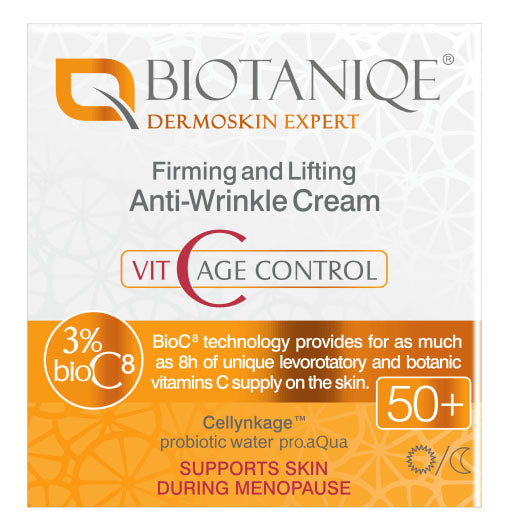 BIOTANIQE®
DERMOSKIN EXPERT
Firming and Lifting
Anti-Wrinkle Cream
VIT C AGE CONTROL
3%
bioC⁸
BioC⁸ technology provides for as much
as 8h of unique levorotatory and botanic
vitamins C supply on the skin.
50+
Cellynkage™
probiotic water pro.aQua
SUPPORTS SKIN
DURING MENOPAUSE